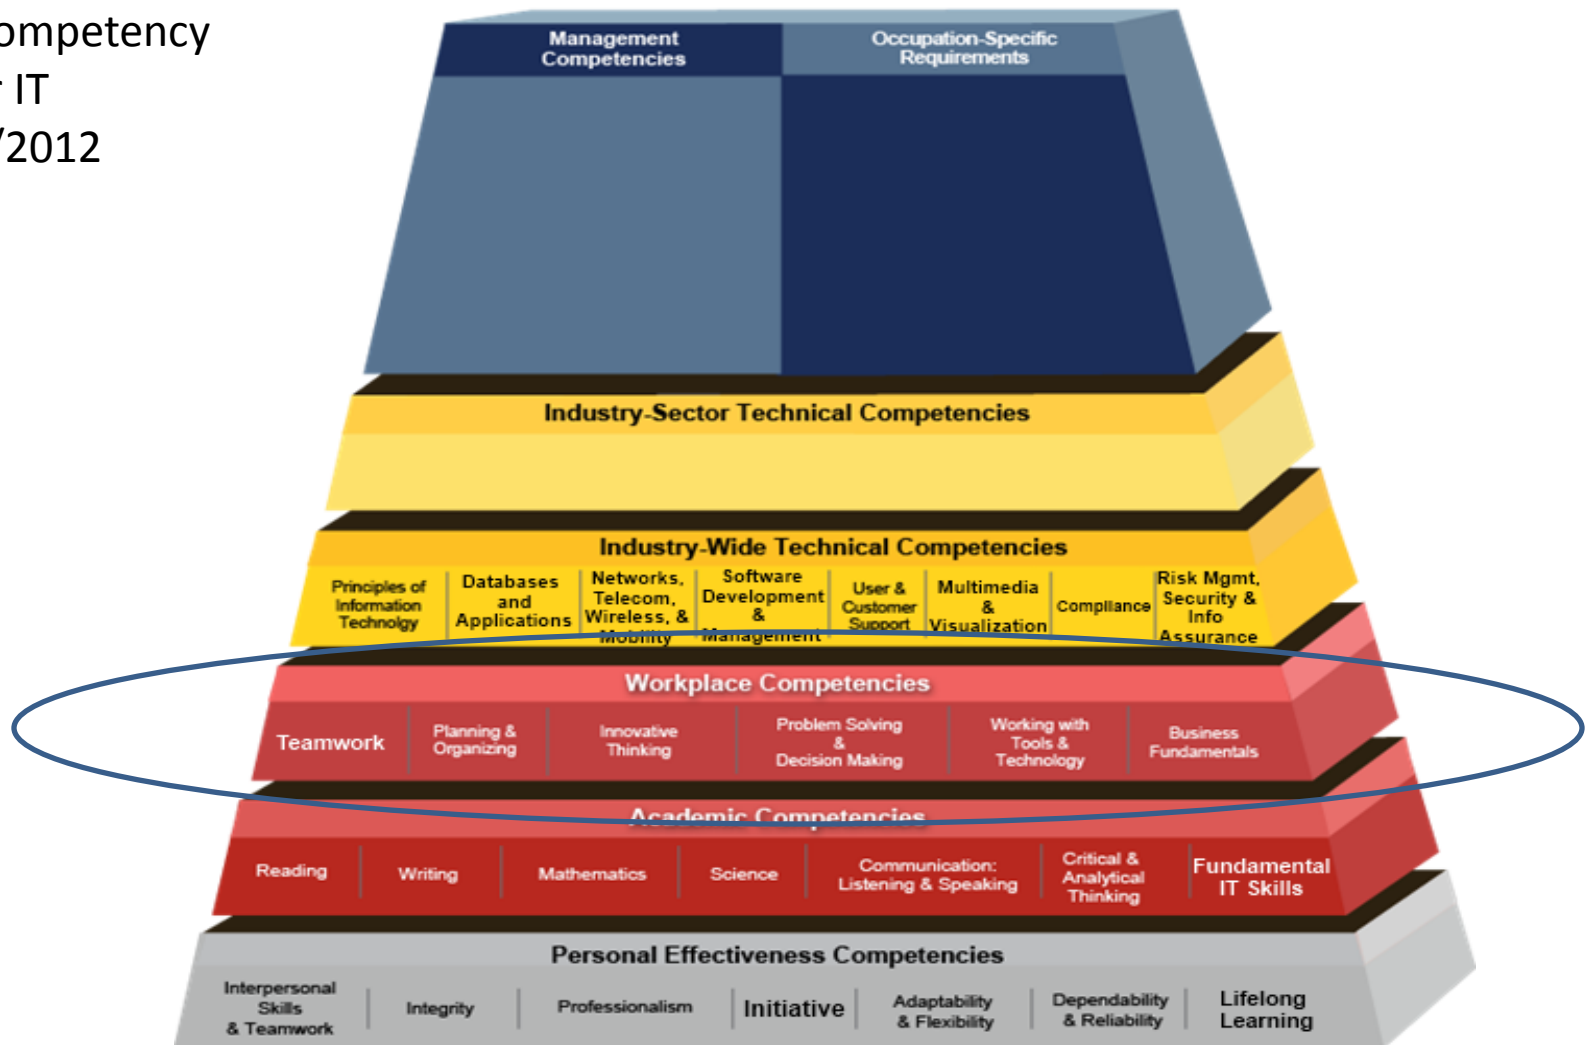 ompetency
IT
/2012
Management
Competencies
Occupation-Specific
Requirements
Industry-Sector Technical Competencies
Industry-Wide Technical Competencies
Principles of
Information
Technolgy
Databases
and
Applications
Networks,
Telecom,
Wireless, &
Mobility
Software
Development
&
Management
User &
Customer
Support
Multimedia
&
Visualization
Compliance
Risk Mgmt,
Security &
Info
Assurance
Workplace Competencies
Teamwork
Planning &
Organizing
Innovative
Thinking
Problem Solving
&
Decision Making
Working with
Tools &
Technology
Business
Fundamentals
Academic Competencies
Reading
Writing
Mathematics
Science
Communication:
Listening & Speaking
Critical &
Analytical
Thinking
Fundamental
IT Skills
Personal Effectiveness Competencies
Interpersonal
Skills
& Teamwork
Integrity
Professionalism
Initiative
Adaptability
& Flexibility
Dependability
& Reliability
Lifelong
Learning